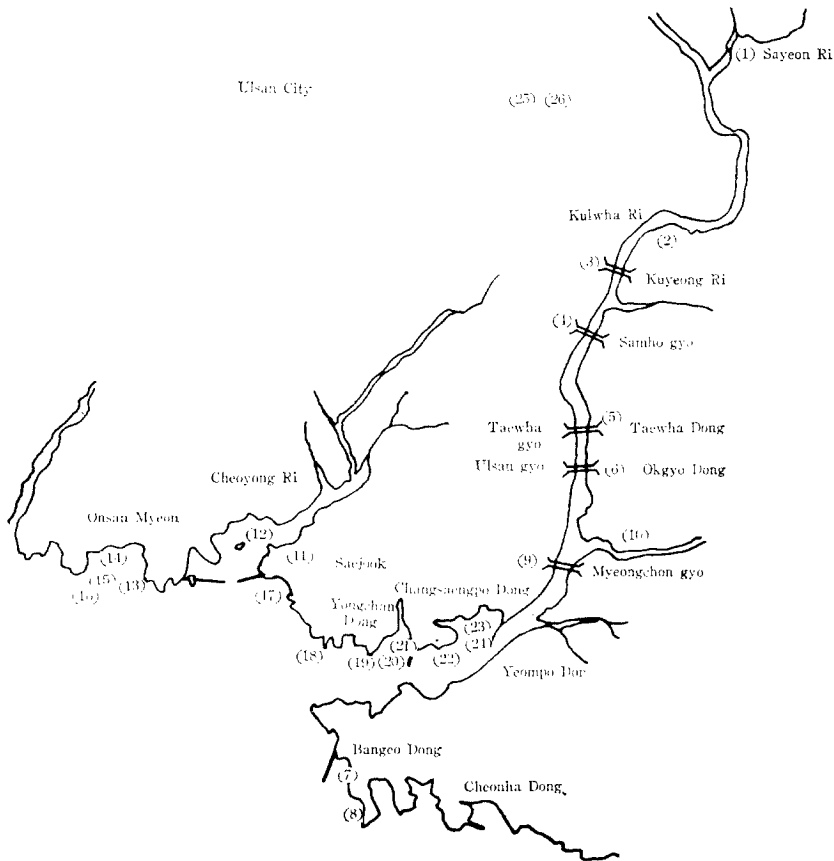 (1) Sayeon Ri
Ulsan City
(25) (26)
Kulwha Ri
(2)
(3)
Kuyeong Ri
(4)
Samho gyo
(5)
Taewha
gyo
Taewha Dong
Ulsan gyo
(6)
Okgyo Dong
Cheoyong Ri
Onsan Myeon
(12)
(10)
(14)
(11)
Saejook
(9)
Myeongchon gyo
(15)
(13)
(16)
(17)
Changsaengpo Dong
Yongchan
Dong
(23)
(21)
(24)
(18)
(19)
(20)
(22)
Yeompo Don
Bangeo Dong
(7)
Cheonha Dong
(8)